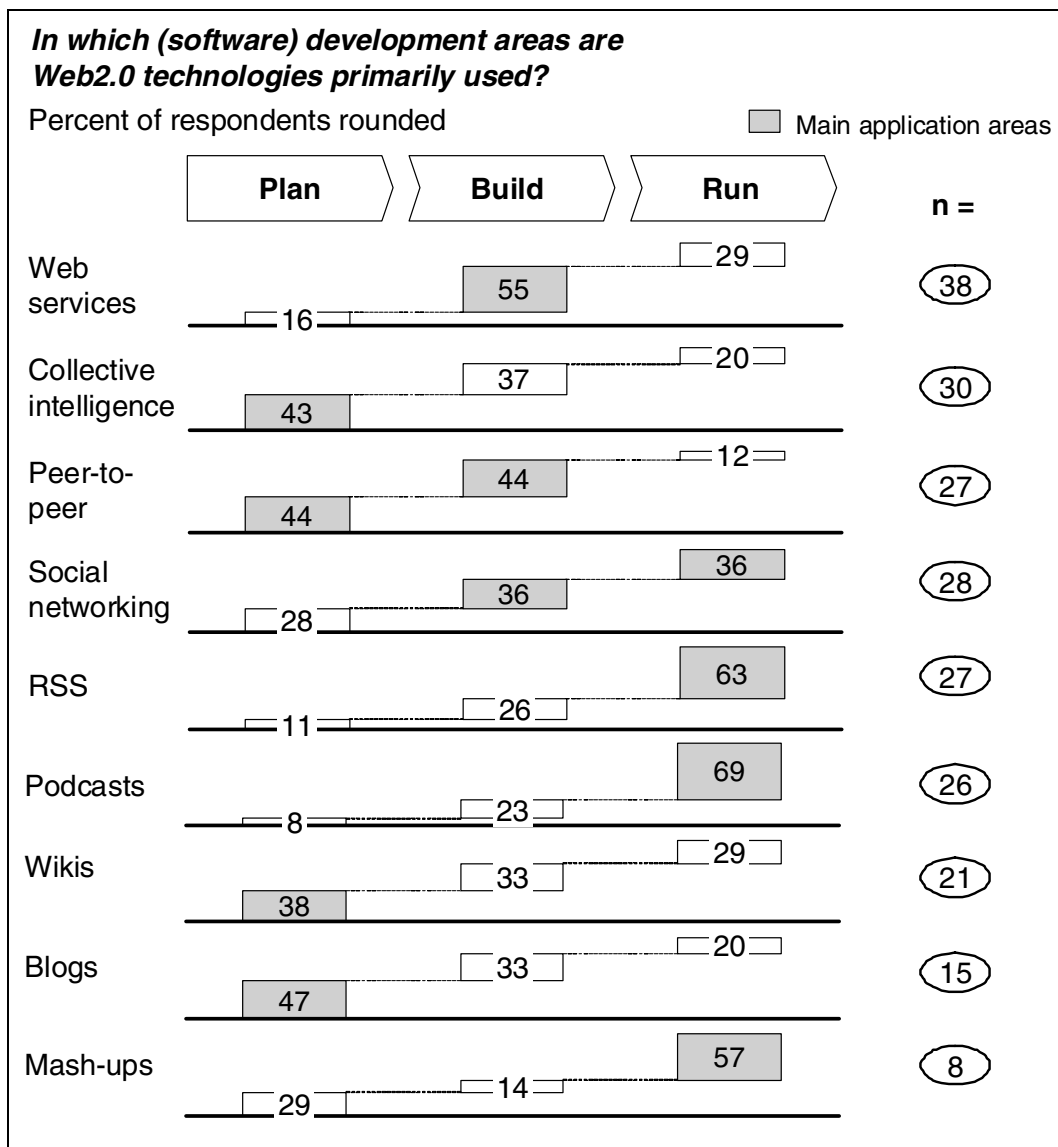 In which (software) development areas are
Web2.0 technologies primarily used?
Percent of respondents rounded
Main application areas
Plan Build Run
n =
Web
services
16 55 29 38
Collective
intelligence
43 37 20 30
Peer-to-
peer
44 44 12 27
Social
networking
28 36 36 28
RSS
11 26 63 27
Podcasts
8 23 69 26
Wikis
38 33 29 21
Blogs
47 33 20 15
Mash-ups
29 14 57 8